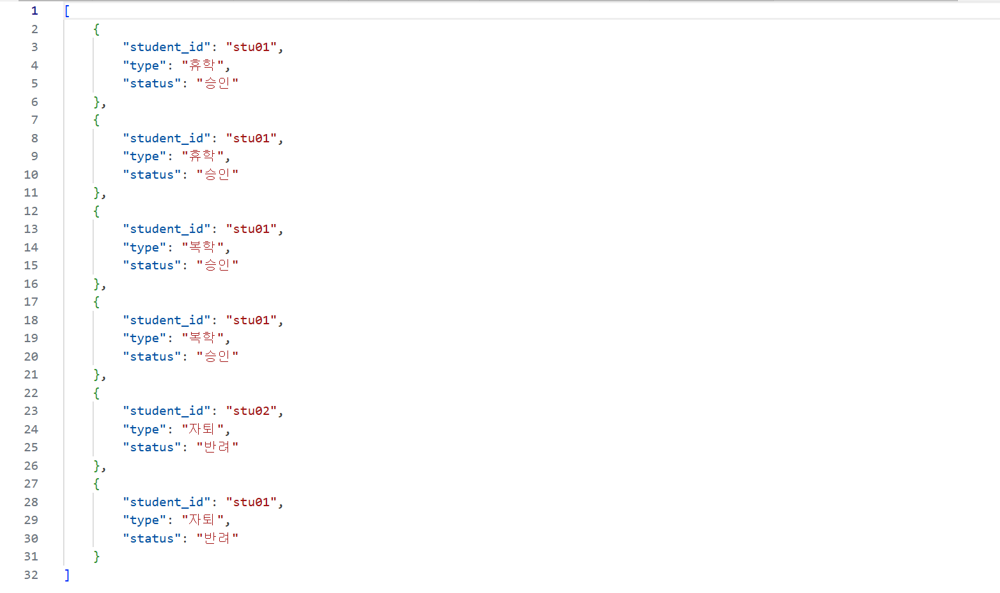 1 [
2 {
3 "student_id": "stu01",
4 "type": "휴학",
5 "status": "승인"
6 },
7 {
8 "student_id": "stu01",
9 "type": "휴학",
10 "status": "승인"
11 },
12 {
13 "student_id": "stu01",
14 "type": "복학",
15 "status": "승인"
16 },
17 {
18 "student_id": "stu01",
19 "type": "복학",
20 "status": "승인"
21 },
22 {
23 "student_id": "stu02",
24 "type": "자퇴",
25 "status": "반려"
26 },
27 {
28 "student_id": "stu01",
29 "type": "자퇴",
30 "status": "반려"
31 }
32 ]